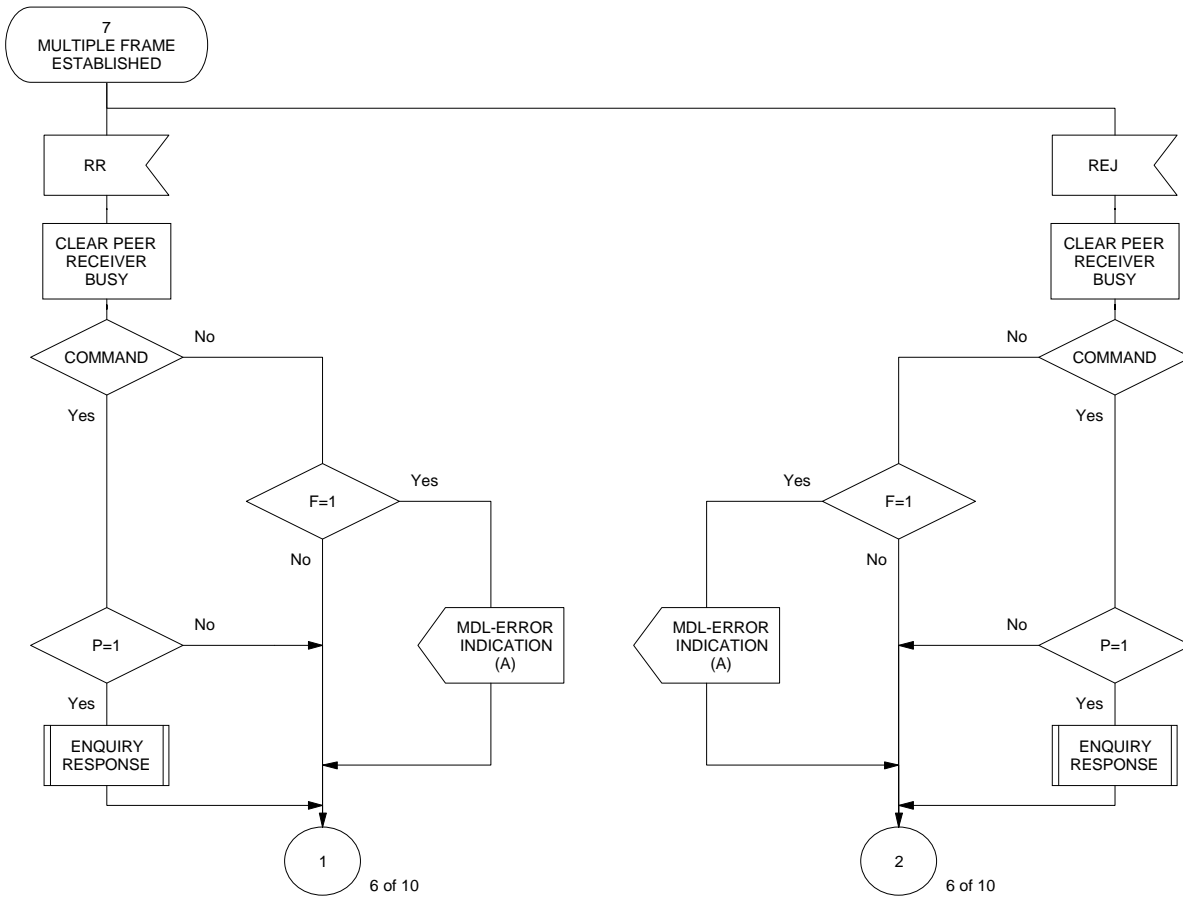 7
MULTIPLE FRAME
ESTABLISHED
RR
REJ
CLEAR PEER
RECEIVER
BUSY
CLEAR PEER
RECEIVER
BUSY
COMMAND
No
No
COMMAND
Yes
Yes
F=1
Yes
Yes
F=1
No
No
P=1
No
MDL-ERROR
INDICATION
(A)
MDL-ERROR
INDICATION
(A)
No
P=1
Yes
Yes
ENQUIRY
RESPONSE
ENQUIRY
RESPONSE
1
6 of 10
2
6 of 10